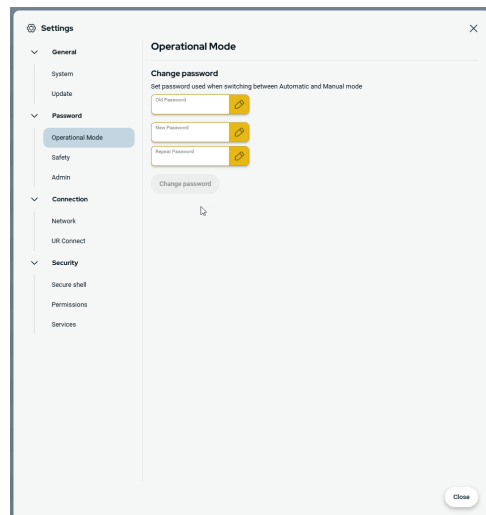 Settings
General
System
Update
Password
Operational Mode
Safety
Admin
Connection
Network
UR Connect
Security
Secure shell
Permissions
Services
Operational Mode
Change password
Set password used when switching between Automatic and Manual mode
Old Password
New Password
Repeat Password
Change password
Close